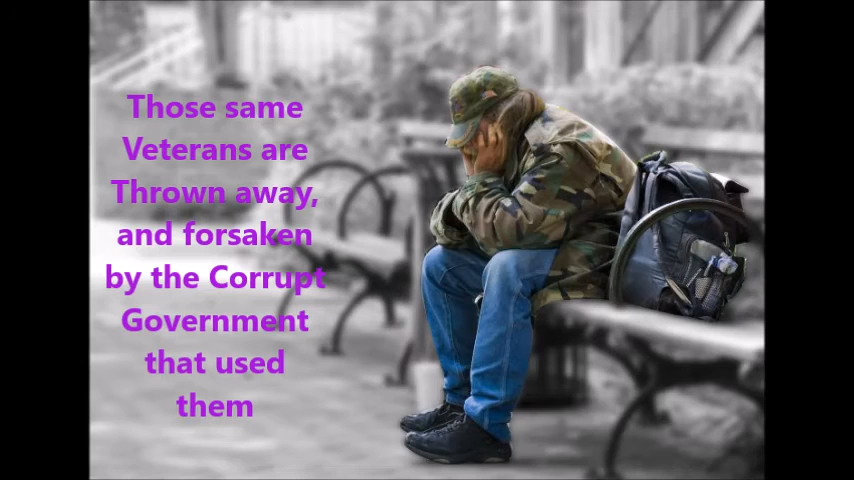 Those same
Veterans are
Thrown away,
and forsaken
by the Corrupt
Government
that used
them